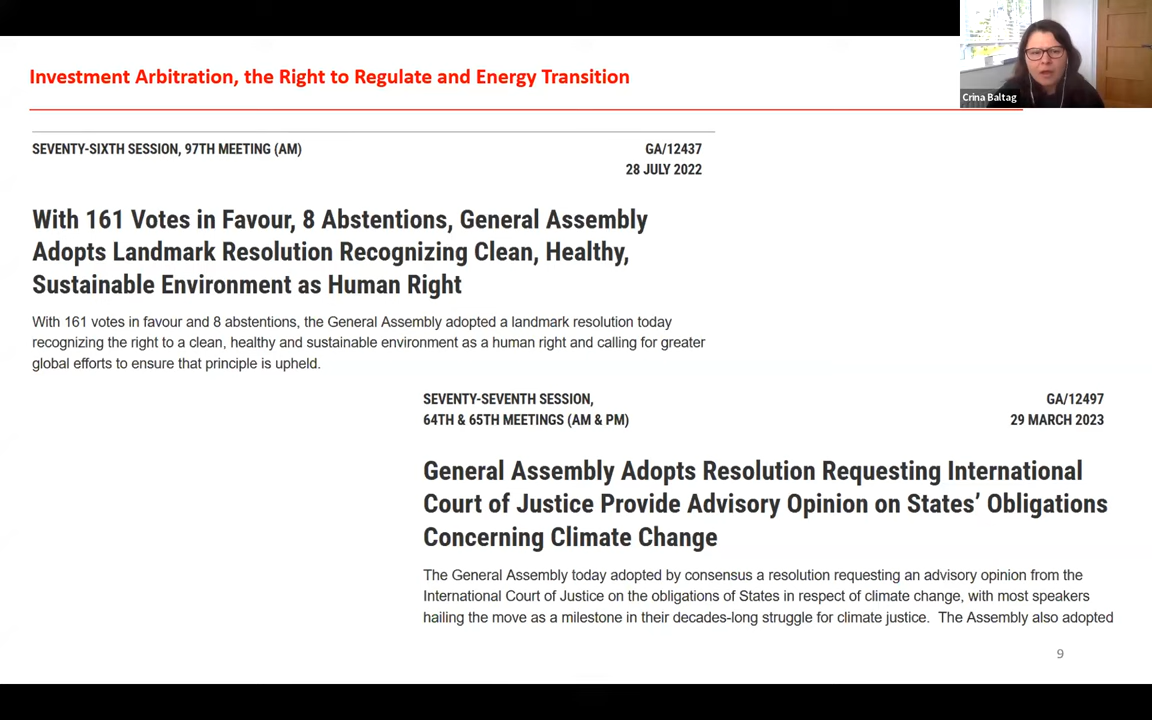 Investment Arbitration, the Right to Regulate and Energy Transition
Crina Baltag
SEVENTY-SIXTH SESSION, 97TH MEETING (AM)
GA/12437
28 JULY 2022
With 161 Votes in Favour, 8 Abstentions, General Assembly
Adopts Landmark Resolution Recognizing Clean, Healthy,
Sustainable Environment as Human Right
With 161 votes in favour and 8 abstentions, the General Assembly adopted a landmark resolution today
recognizing the right to a clean, healthy and sustainable environment as a human right and calling for greater
global efforts to ensure that principle is upheld.
SEVENTY-SEVENTH SESSION,
64TH & 65TH MEETINGS (AM & PM)
GA/12497
29 MARCH 2023
General Assembly Adopts Resolution Requesting International
Court of Justice Provide Advisory Opinion on States’ Obligations
Concerning Climate Change
The General Assembly today adopted by consensus a resolution requesting an advisory opinion from the
International Court of Justice on the obligations of States in respect of climate change, with most speakers
hailing the move as a milestone in their decades-long struggle for climate justice.  The Assembly also adopted
9